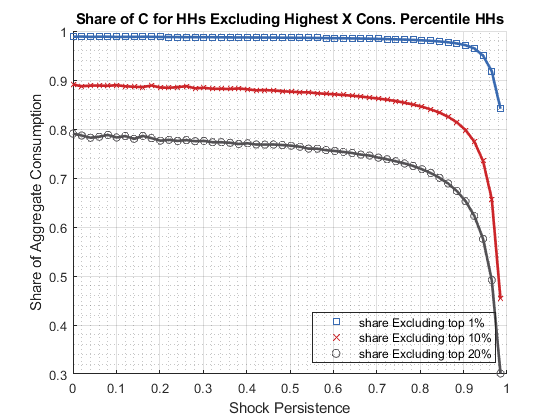 Share of C for HHs Excluding Highest X Cons. Percentile HHs
Share of Aggregate Consumption
1
0.9
0.8
0.7
0.6
0.5
0.4
0.3
share Excluding top 1%
share Excluding top 10%
share Excluding top 20%
0 0.1 0.2 0.3 0.4 0.5 0.6 0.7 0.8 0.9 1
Shock Persistence